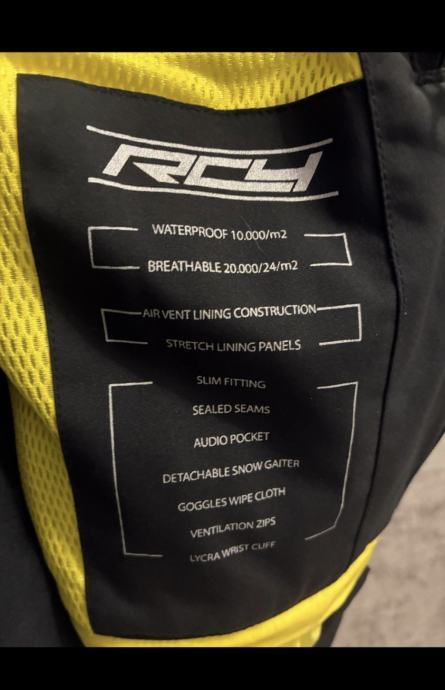 RC4
WATERPROOF 10.000/m2
BREATHABLE 20.000/24/m2
AIR VENT LINING CONSTRUCTION
STRETCH LINING PANELS
SLIM FITTING
SEALED SEAMS
AUDIO POCKET
DETACHABLE SNOW GAITER
GOGGLES WIPE CLOTH
VENTILATION ZIPS
LYCRA WRIST CUFF